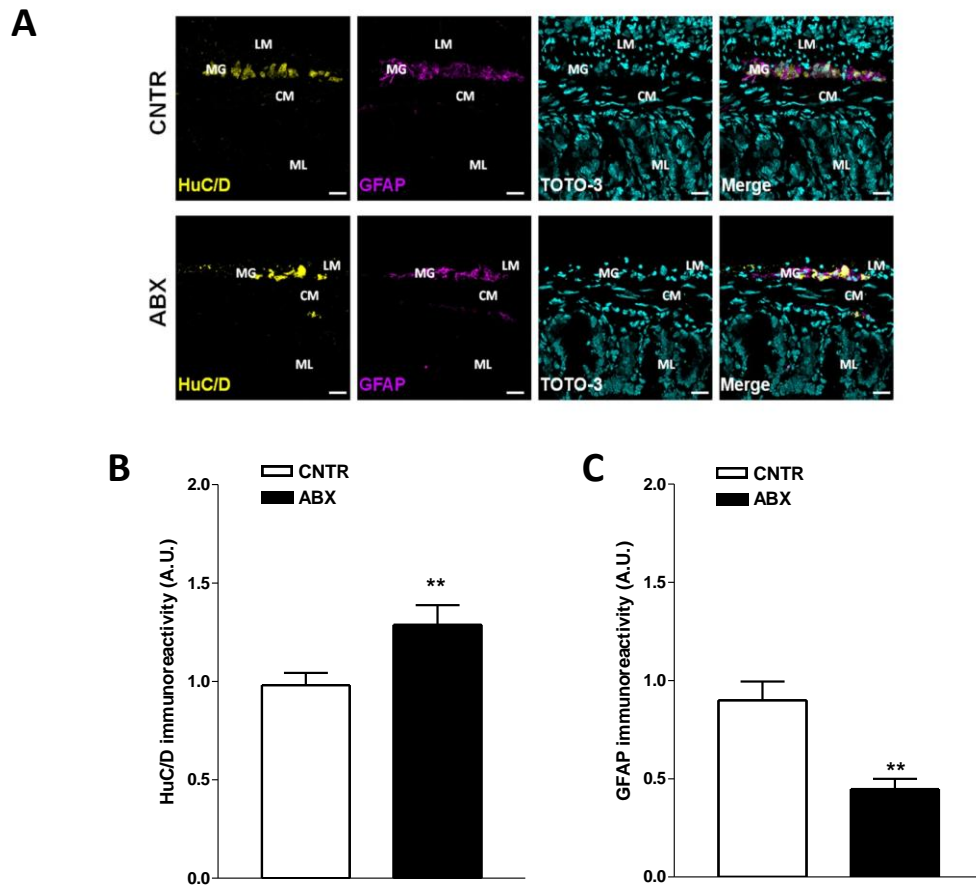 A
CNTR
LM
MG
CM
ML
HuC/D
LM
MG
CM
ML
GFAP
LM
MG
CM
ML
TOTO-3
LM
MG
CM
ML
Merge
ABX
MG
LM
CM
ML
HuC/D
MG
LM
CM
ML
GFAP
MG
LM
CM
ML
TOTO-3
MG
LM
CM
ML
Merge
B
CNTR
ABX
HuC/D immunoreactivity (A.U.)
2.0
1.5
1.0
0.5
0.0
**
C
CNTR
ABX
GFAP immunoreactivity (A.U.)
2.0
1.5
1.0
0.5
0.0
**